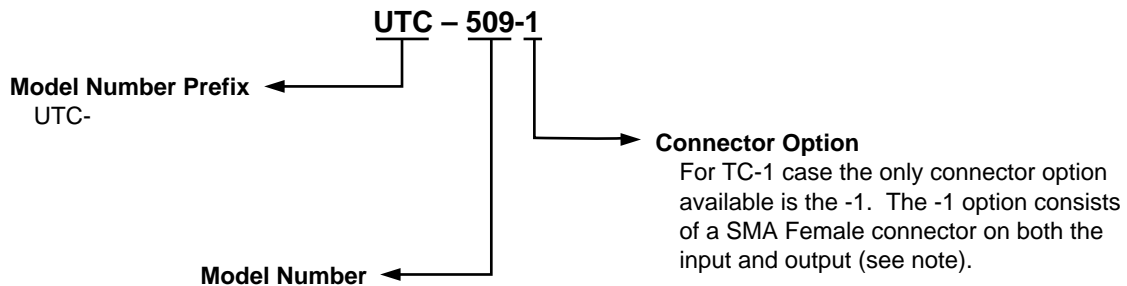 UTC – 509-1
Model Number Prefix
UTC-
Connector Option
For TC-1 case the only connector option
available is the -1.  The -1 option consists
of a SMA Female connector on both the
input and output (see note).
Model Number